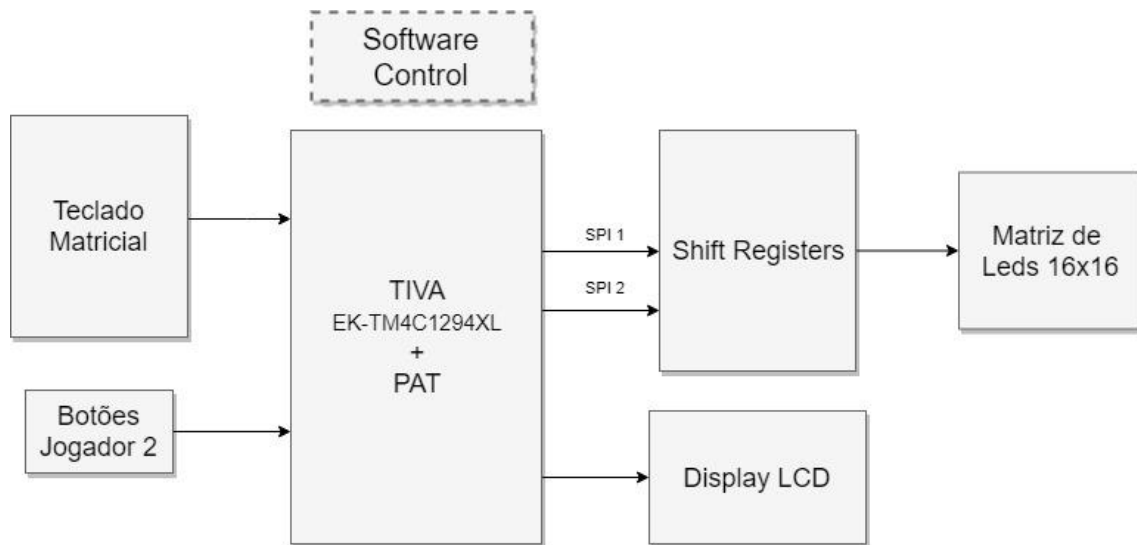 Software
Control
Teclado
Matricial
Botões
Jogador 2
TIVA
EK-TM4C1294XL
+
PAT
SPI 1
SPI 2
Shift Registers
Matriz de
Leds 16x16
Display LCD